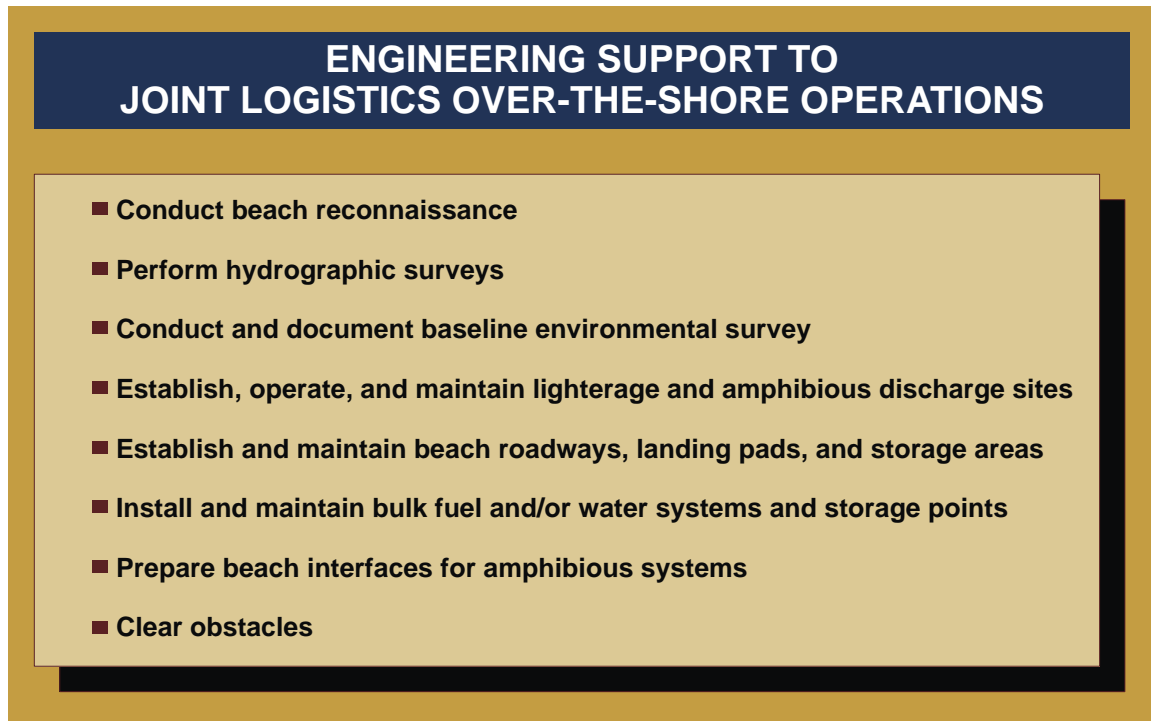 ENGINEERING SUPPORT TO
JOINT LOGISTICS OVER-THE-SHORE OPERATIONS
Conduct beach reconnaissance
Perform hydrographic surveys
Conduct and document baseline environmental survey
Establish, operate, and maintain lighterage and amphibious discharge sites
Establish and maintain beach roadways, landing pads, and storage areas
Install and maintain bulk fuel and/or water systems and storage points
Prepare beach interfaces for amphibious systems
Clear obstacles